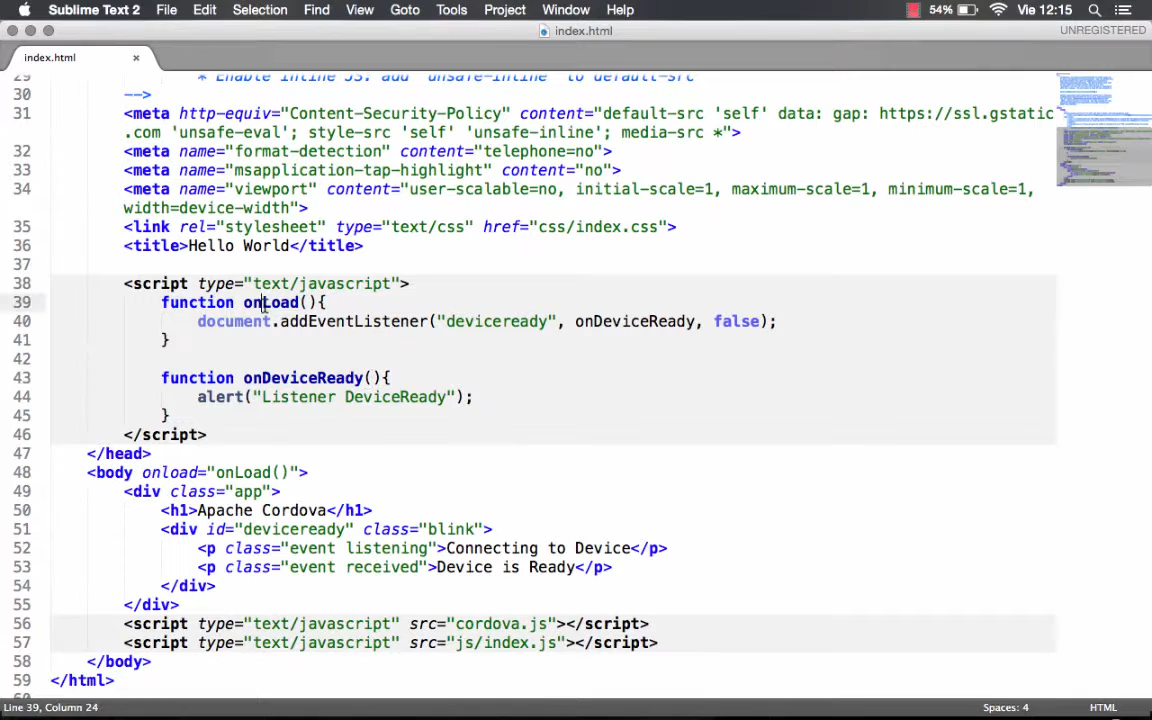 Sublime Text 2 File Edit Selection Find View Goto Tools Project Window Help 54% Vie 12:15
index.html UNREGISTERED
index.html ×
29 * Enable inline JS: add 'unsafe-inline' to default-src
30 -->
31 <meta http-equiv="Content-Security-Policy" content="default-src 'self' data: gap: https://ssl.gstatic
.com 'unsafe-eval'; style-src 'self' 'unsafe-inline'; media-src *">
32 <meta name="format-detection" content="telephone=no">
33 <meta name="msapplication-tap-highlight" content="no">
34 <meta name="viewport" content="user-scalable=no, initial-scale=1, maximum-scale=1, minimum-scale=1,
width=device-width">
35 <link rel="stylesheet" type="text/css" href="css/index.css">
36 <title>Hello World</title>
37
38 <script type="text/javascript">
39 function onLoad(){
40 document.addEventListener("deviceready", onDeviceReady, false);
41 }
42
43 function onDeviceReady(){
44 alert("Listener DeviceReady");
45 }
46 </script>
47 </head>
48 <body onload="onLoad()">
49 <div class="app">
50 <h1>Apache Cordova</h1>
51 <div id="deviceready" class="blink">
52 <p class="event listening">Connecting to Device</p>
53 <p class="event received">Device is Ready</p>
54 </div>
55 </div>
56 <script type="text/javascript" src="cordova.js"></script>
57 <script type="text/javascript" src="js/index.js"></script>
58 </body>
59 </html>
Line 39, Column 24 Spaces: 4 HTML